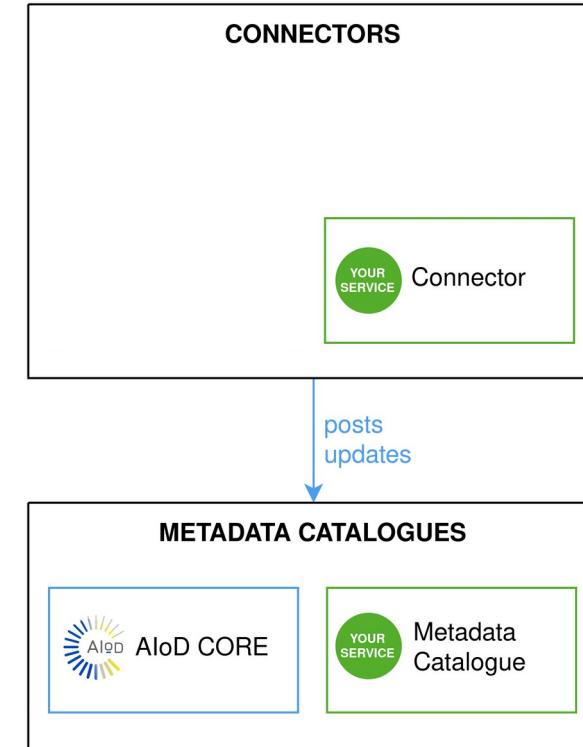 CONNECTORS
YOUR
SERVICE
Connector
posts
updates
METADATA CATALOGUES
AIoD
AIoD CORE
YOUR
SERVICE
Metadata
Catalogue